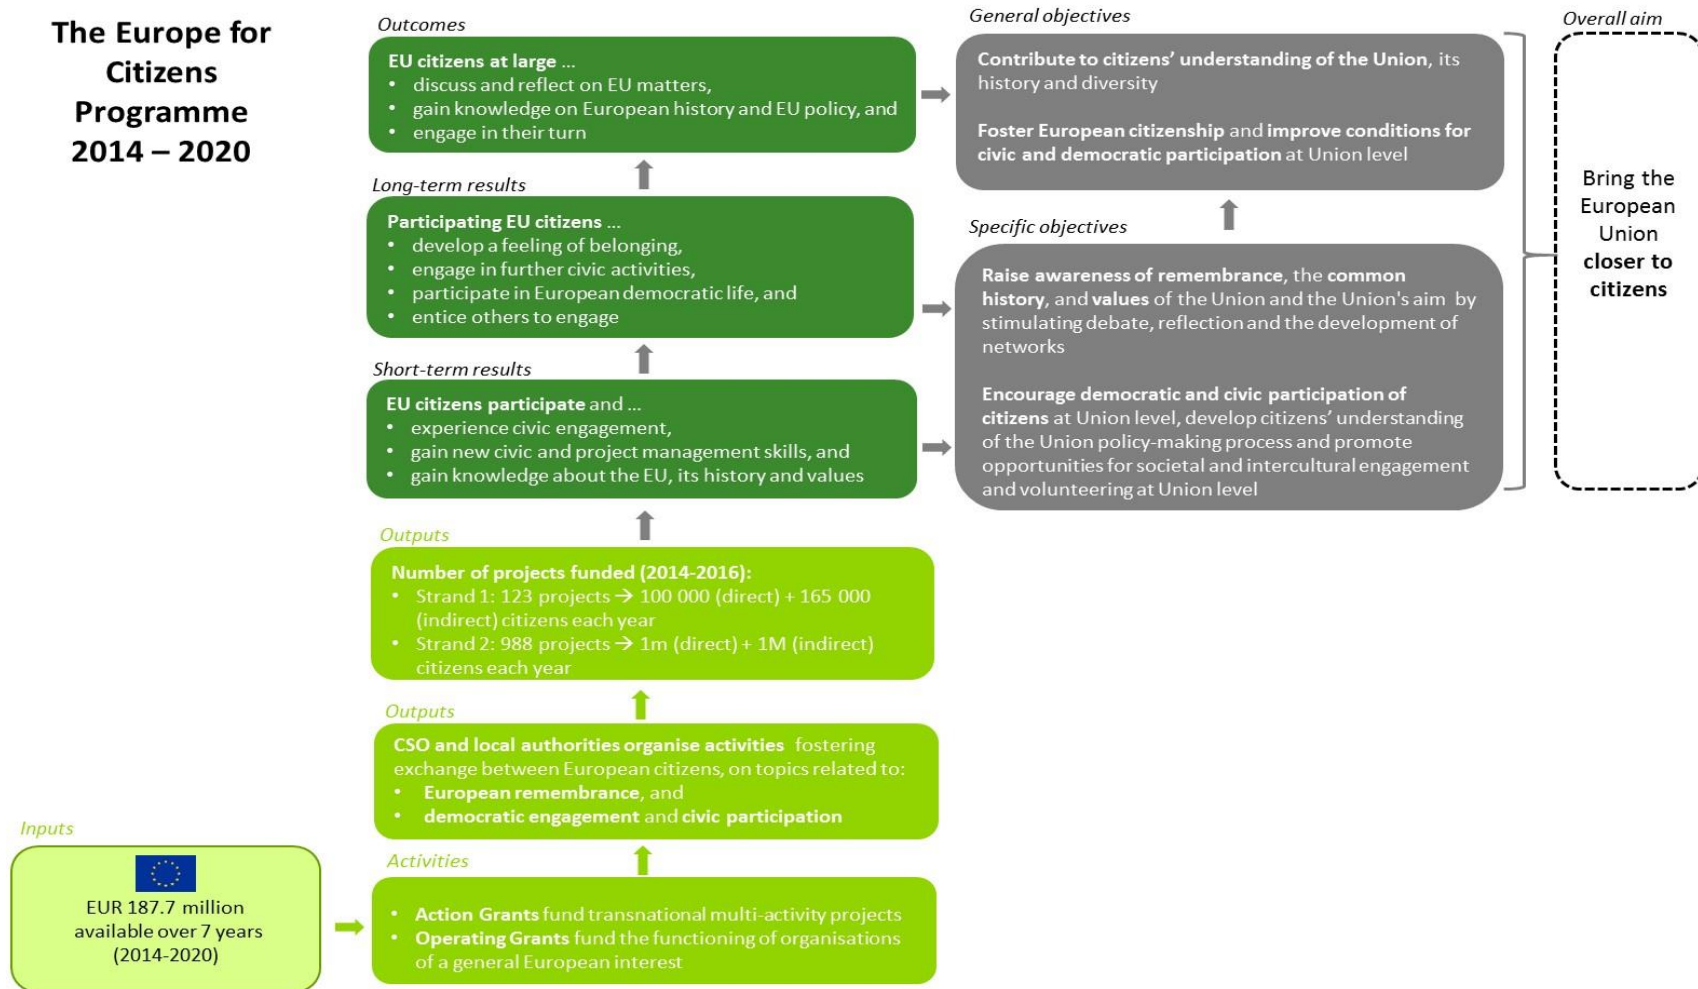 The Europe for
Citizens
Programme
2014 – 2020
Outcomes
EU citizens at large ...
• discuss and reflect on EU matters,
• gain knowledge on European history and EU policy, and
• engage in their turn
Long-term results
Participating EU citizens ...
• develop a feeling of belonging,
• engage in further civic activities,
• participate in European democratic life, and
• entice others to engage
Short-term results
EU citizens participate and ...
• experience civic engagement,
• gain new civic and project management skills, and
• gain knowledge about the EU, its history and values
Outputs
Number of projects funded (2014-2016):
• Strand 1: 123 projects → 100 000 (direct) + 165 000
(indirect) citizens each year
• Strand 2: 988 projects → 1m (direct) + 1M (indirect)
citizens each year
Outputs
CSO and local authorities organise activities fostering
exchange between European citizens, on topics related to:
• European remembrance, and
• democratic engagement and civic participation
Inputs
EUR 187.7 million
available over 7 years
(2014-2020)
Activities
• Action Grants fund transnational multi-activity projects
• Operating Grants fund the functioning of organisations
of a general European interest
General objectives
Contribute to citizens’ understanding of the Union, its
history and diversity
Foster European citizenship and improve conditions for
civic and democratic participation at Union level
Specific objectives
Raise awareness of remembrance, the common
history, and values of the Union and the Union's aim by
stimulating debate, reflection and the development of
networks
Encourage democratic and civic participation of
citizens at Union level, develop citizens’ understanding
of the Union policy-making process and promote
opportunities for societal and intercultural engagement
and volunteering at Union level
Overall aim
Bring the
European
Union
closer to
citizens